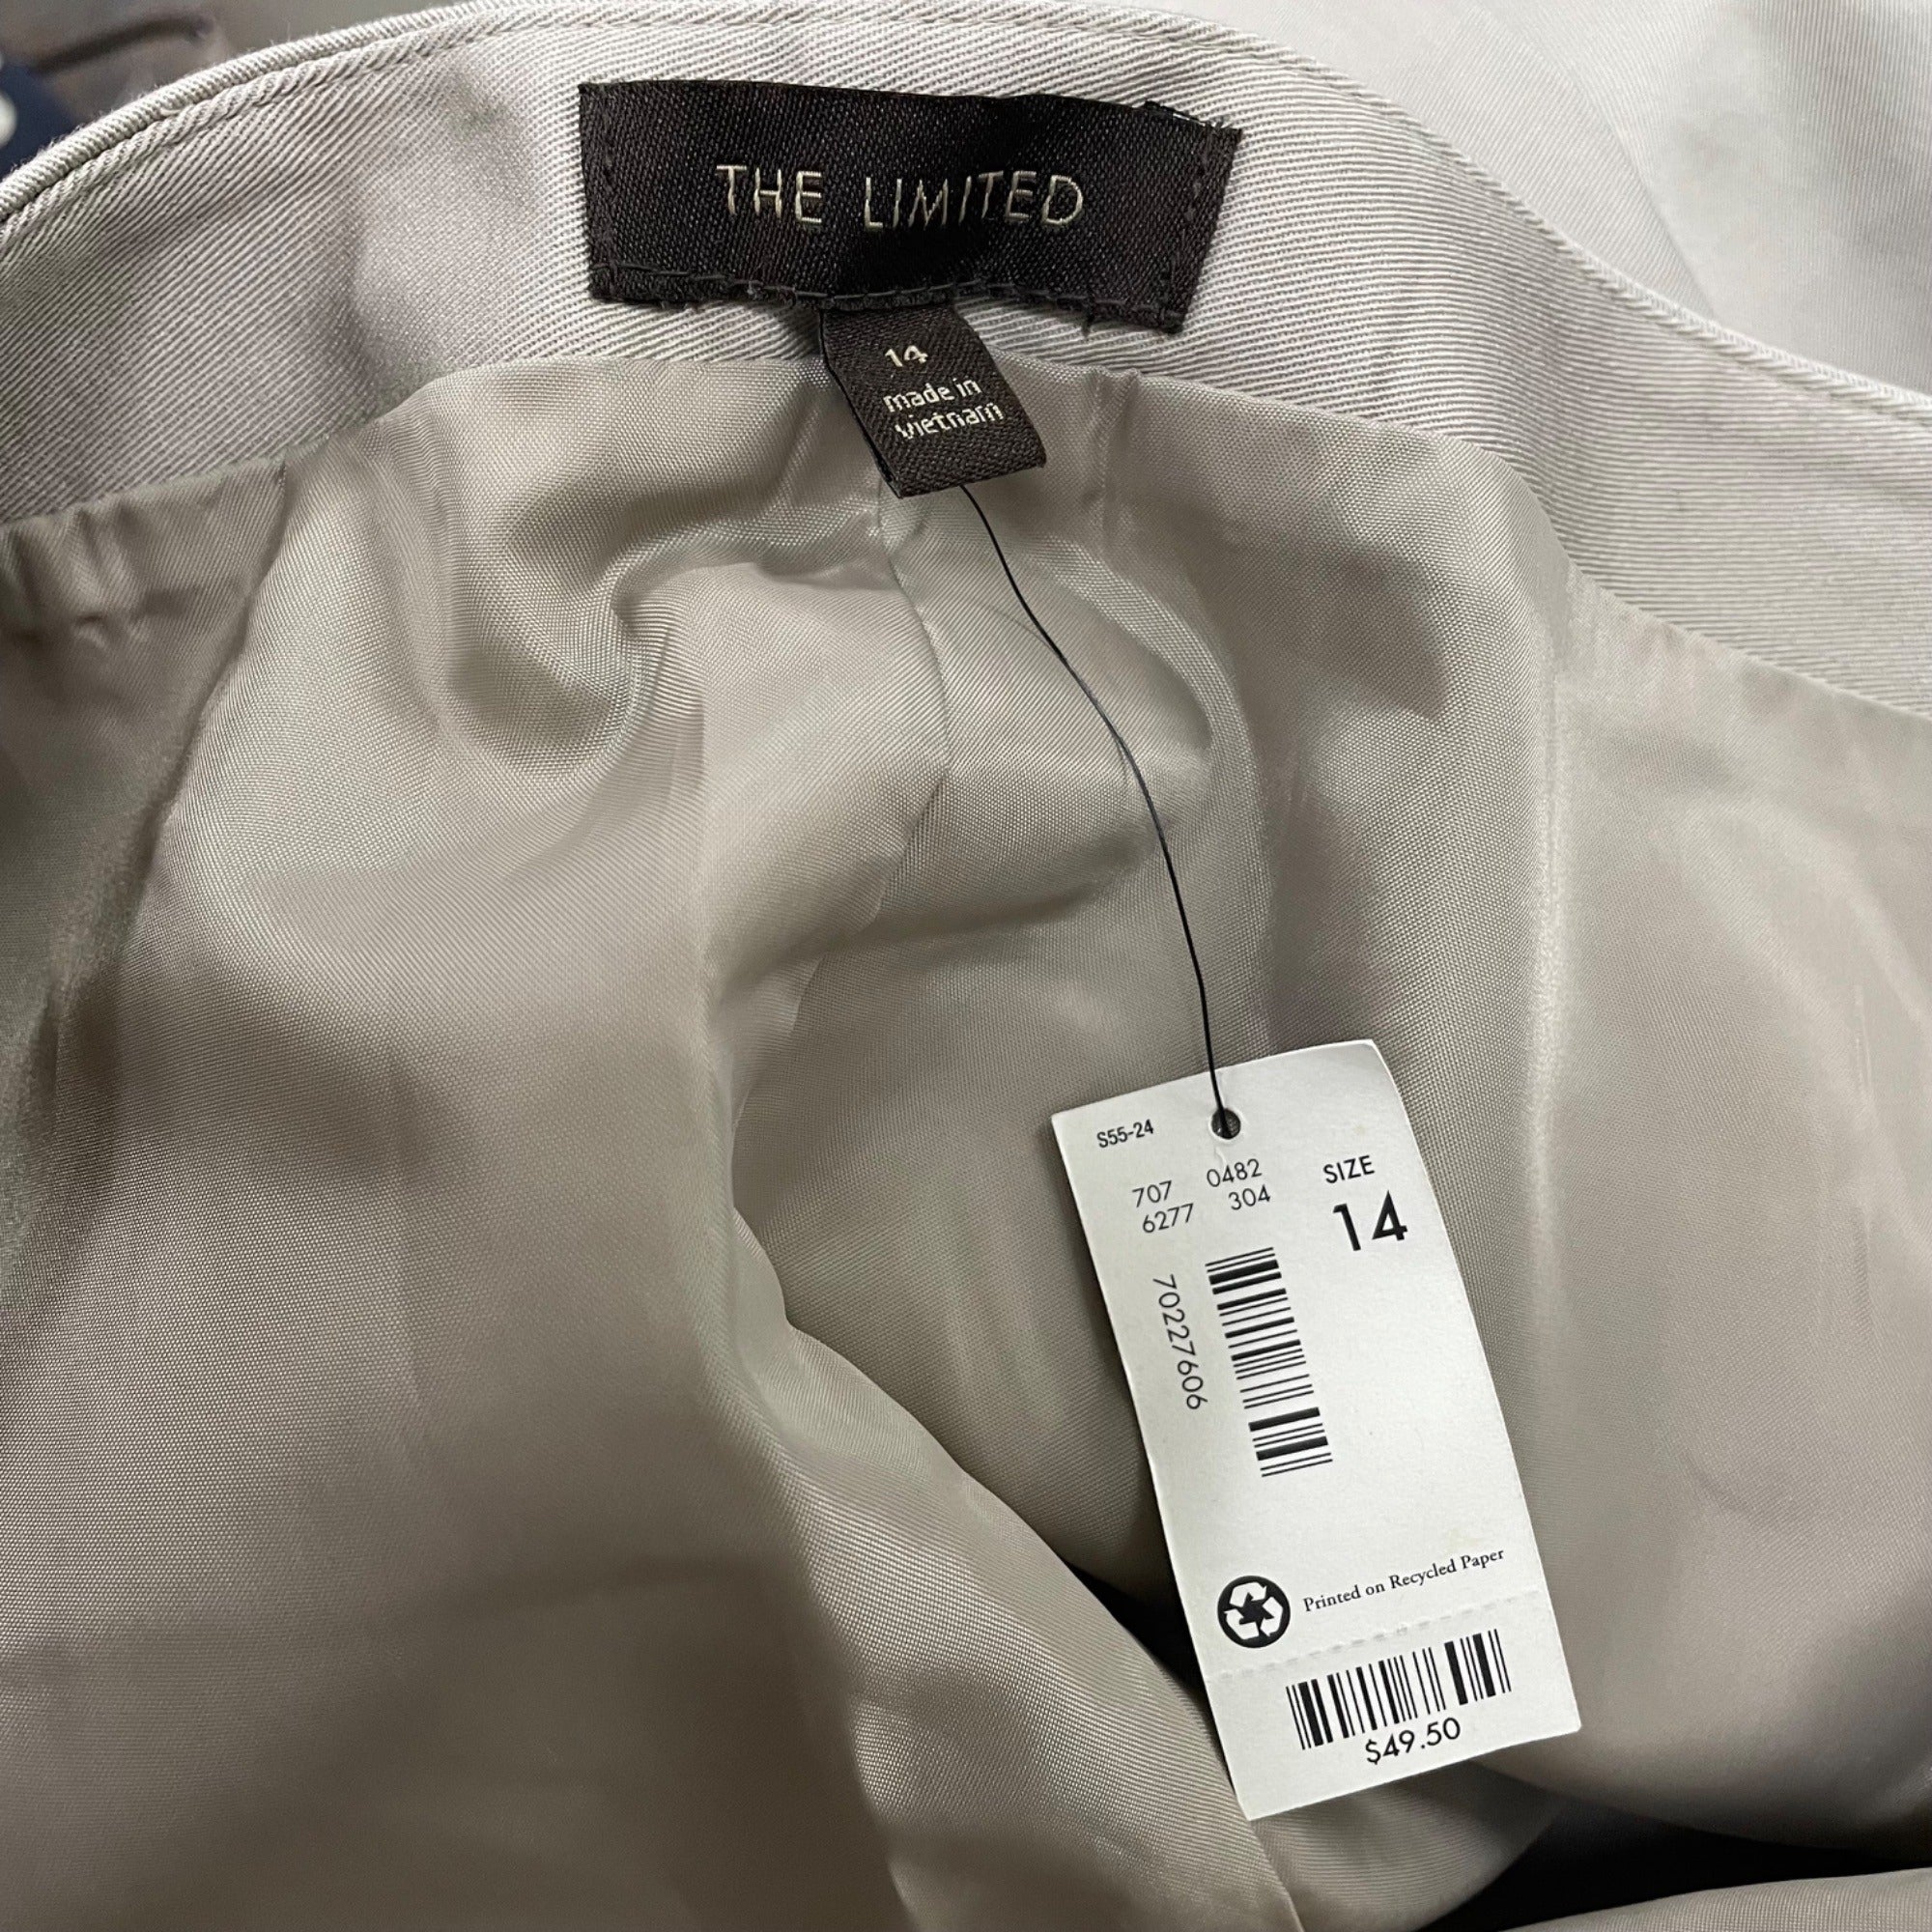 THE LIMITED
14
made in
vietnam
S55-24
707 0482
6277 304
SIZE
14
70227606
Printed on Recycled Paper
$49.50